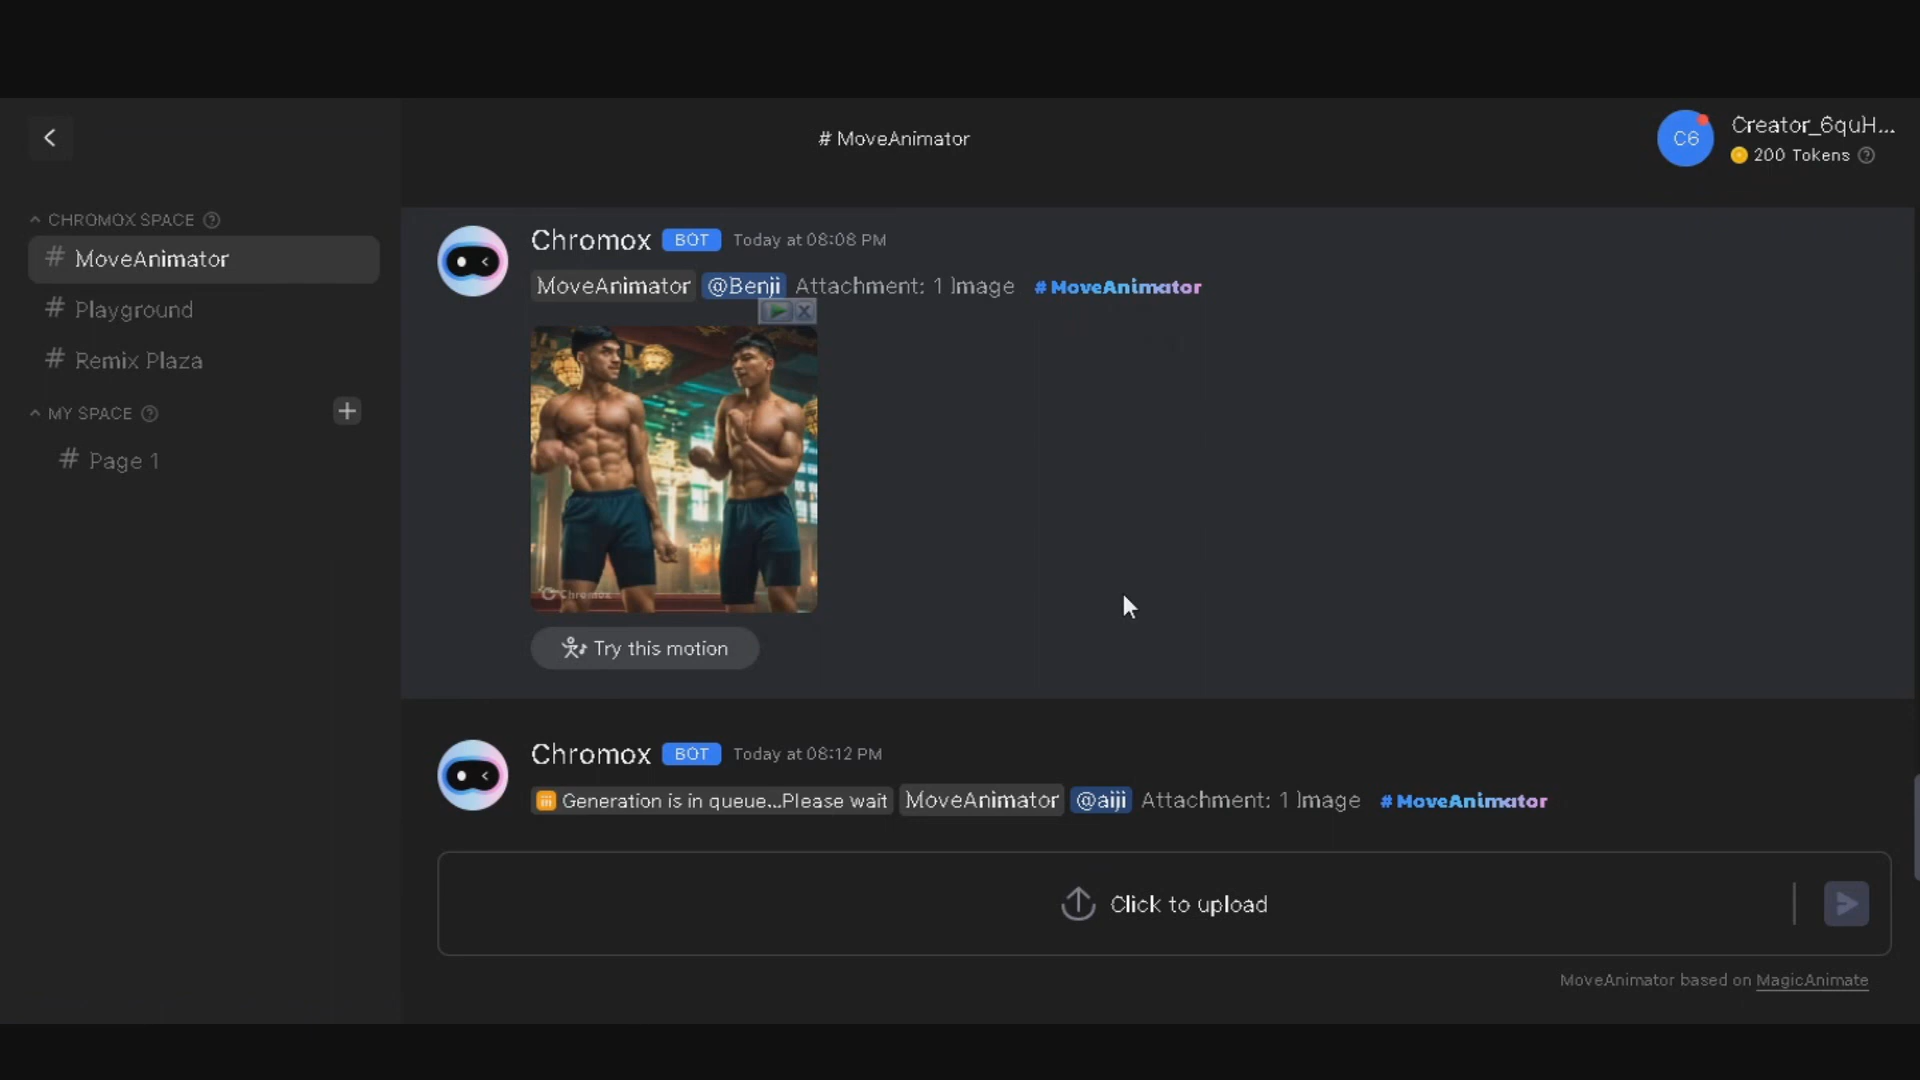 # MoveAnimator
C6
Creator_6quH...
200 Tokens
CHROMOX SPACE
# MoveAnimator
# Playground
# Remix Plaza
MY SPACE
# Page 1
Chromox BOT Today at 08:08 PM
MoveAnimator @Benji Attachment: 1 Image #MoveAnimator
Chromox
Try this motion
Chromox BOT Today at 08:12 PM
Generation is in queue...Please wait MoveAnimator @aiji Attachment: 1 Image #MoveAnimator
Click to upload
MoveAnimator based on MagicAnimate